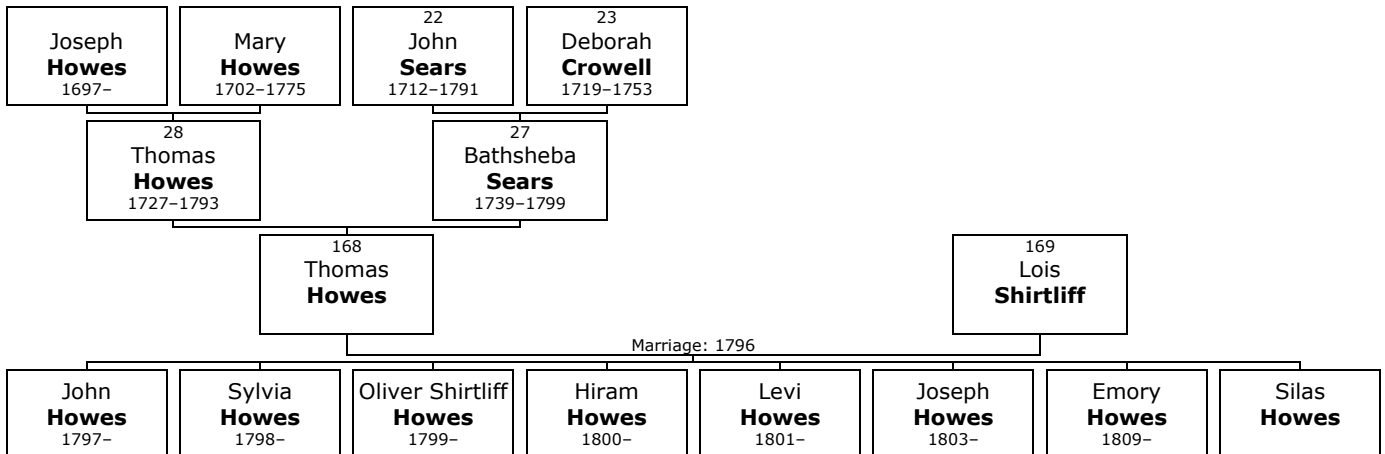 Joseph
Howes
1697–
Mary
Howes
1702–1775
22
John
Sears
1712–1791
23
Deborah
Crowell
1719–1753
28
Thomas
Howes
1727–1793
27
Bathsheba
Sears
1739–1799
168
Thomas
Howes
169
Lois
Shirtliff
Marriage: 1796
John
Howes
1797–
Sylvia
Howes
1798–
Oliver Shirtliff
Howes
1799–
Hiram
Howes
1800–
Levi
Howes
1801–
Joseph
Howes
1803–
Emory
Howes
1809–
Silas
Howes